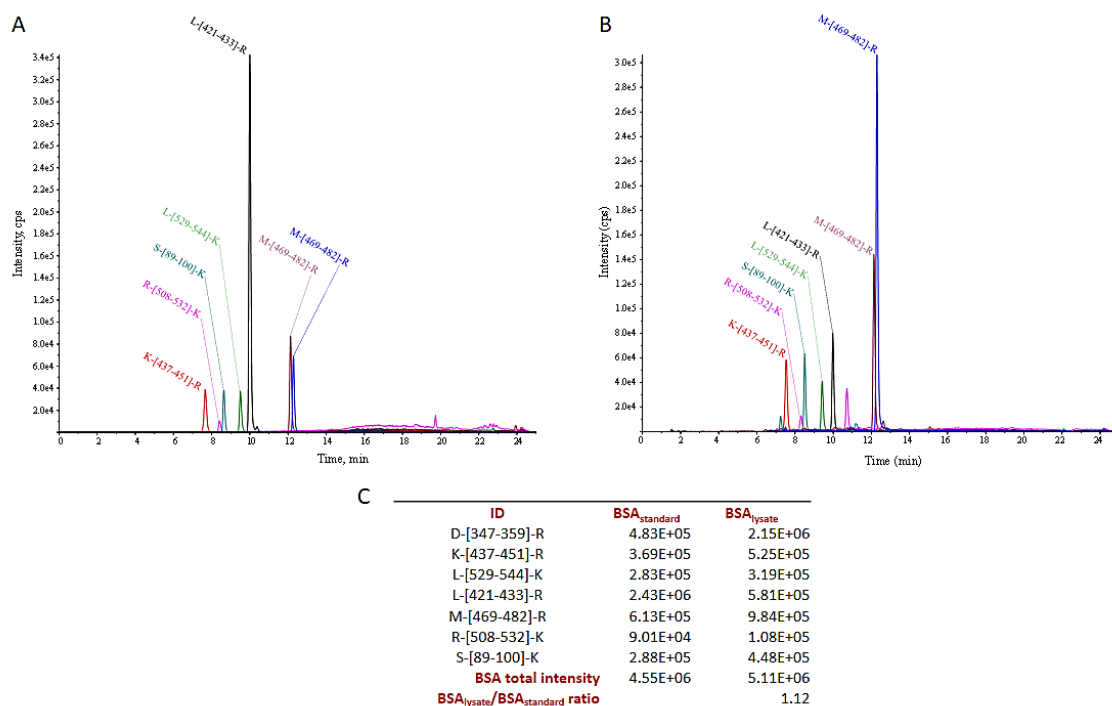 A
L-[421-433]-R
3.4e5
3.2e5
3.0e5
2.8e5
2.6e5
2.4e5
2.2e5
2.0e5
1.8e5
1.6e5
1.4e5
1.2e5
1.0e5
8.0e4
6.0e4
4.0e4
2.0e4
Intensity, cps
L-[529-544]-K
S-[89-100]-K
R-[508-532]-K
K-[437-451]-R
M-[469-482]-R
M-[469-482]-R
0 2 4 6 8 10 12 14 16 18 20 22 24
Time, min
B
M-[469-482]-R
3.0e5
2.8e5
2.6e5
2.4e5
2.2e5
2.0e5
1.8e5
1.6e5
1.4e5
1.2e5
1.0e5
8.0e4
6.0e4
4.0e4
2.0e4
Intensity (cps)
M-[469-482]-R
L-[421-433]-R
L-[529-544]-K
S-[89-100]-K
R-[508-532]-K
K-[437-451]-R
0 2 4 6 8 10 12 14 16 18 20 22 24
Time (min)
C
ID BSAstandard BSAlysate
D-[347-359]-R 4.83E+05 2.15E+06
K-[437-451]-R 3.69E+05 5.25E+05
L-[529-544]-K 2.83E+05 3.19E+05
L-[421-433]-R 2.43E+06 5.81E+05
M-[469-482]-R 6.13E+05 9.84E+05
R-[508-532]-K 9.01E+04 1.08E+05
S-[89-100]-K 2.88E+05 4.48E+05
BSA total intensity 4.55E+06 5.11E+06
BSAlysate/BSAstandard ratio 1.12